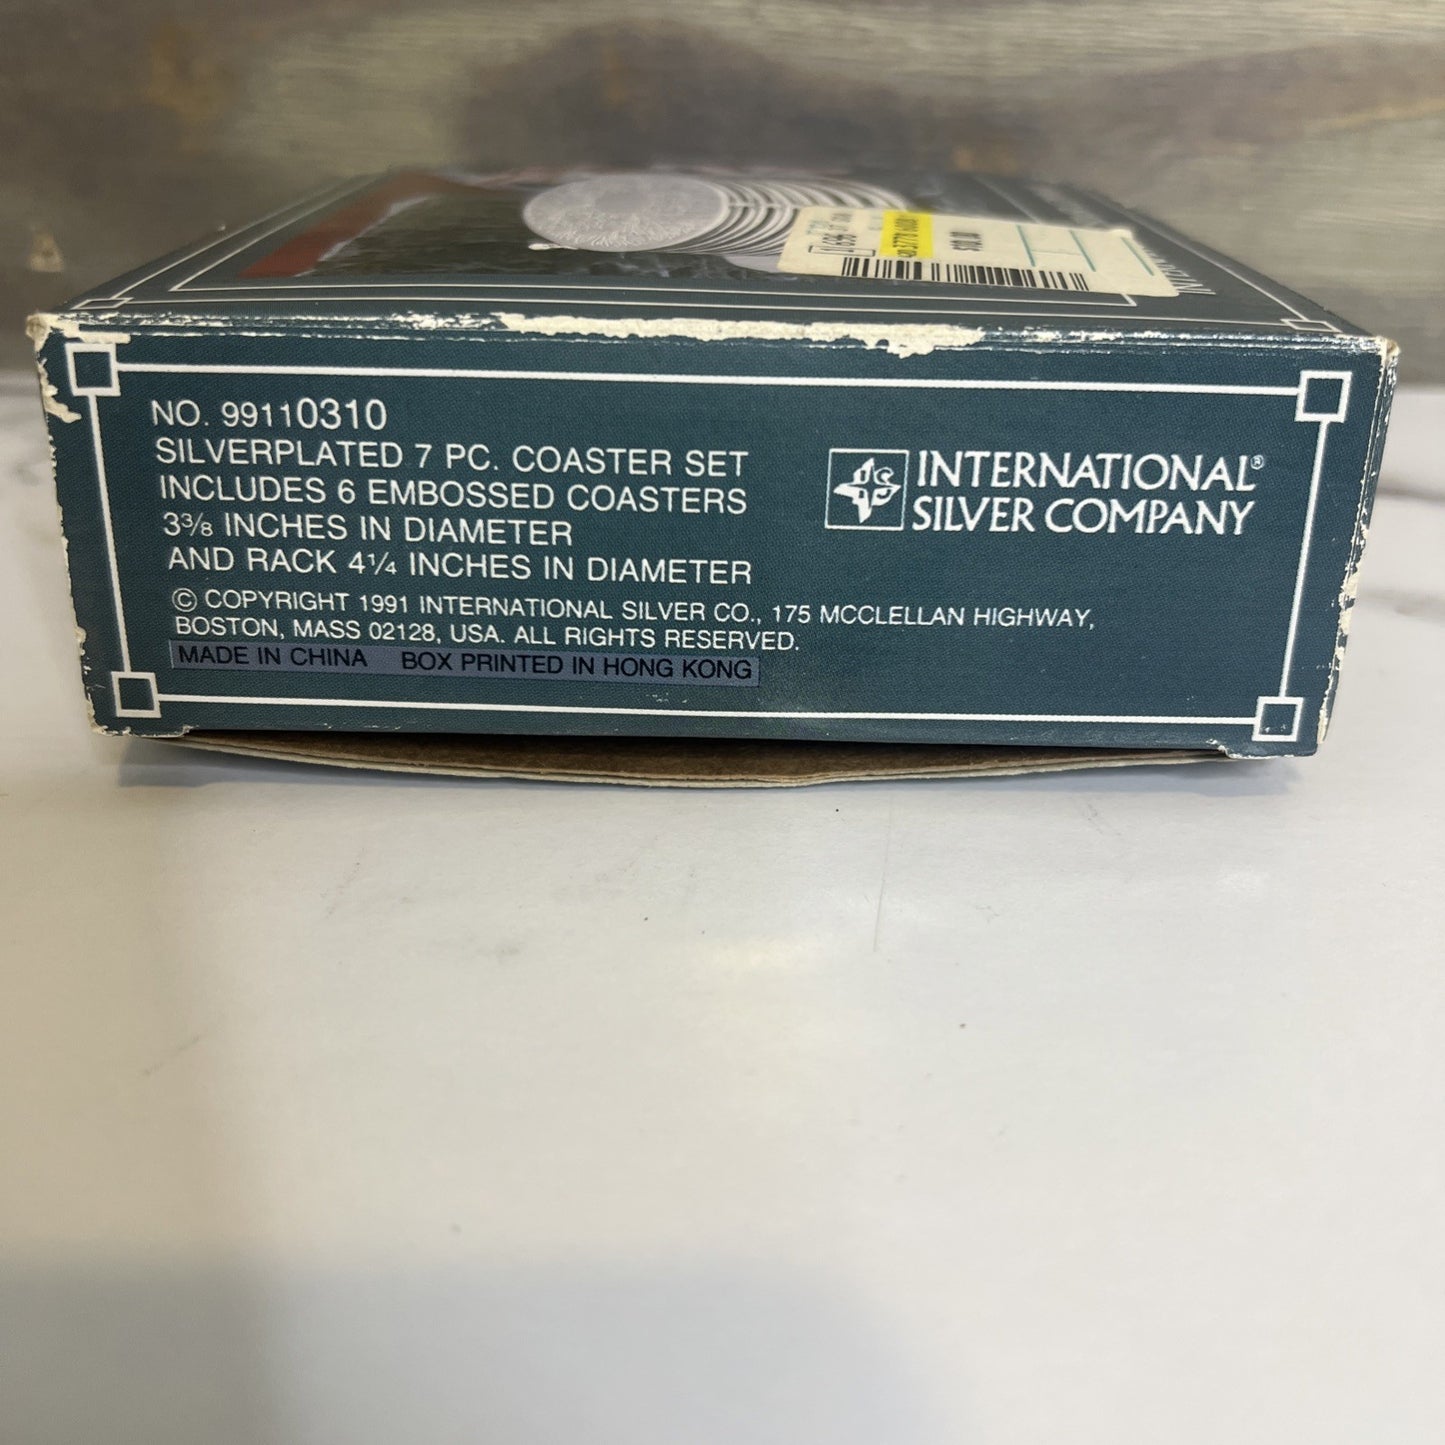 $10.00
NO. 99110310
SILVERPLATED 7 PC. COASTER SET
INCLUDES 6 EMBOSSED COASTERS
3⅜ INCHES IN DIAMETER
AND RACK 4¼ INCHES IN DIAMETER
© COPYRIGHT 1991 INTERNATIONAL SILVER CO., 175 MCCLELLAN HIGHWAY,
BOSTON, MASS 02128, USA. ALL RIGHTS RESERVED.
MADE IN CHINA BOX PRINTED IN HONG KONG
INTERNATIONAL®
SILVER COMPANY